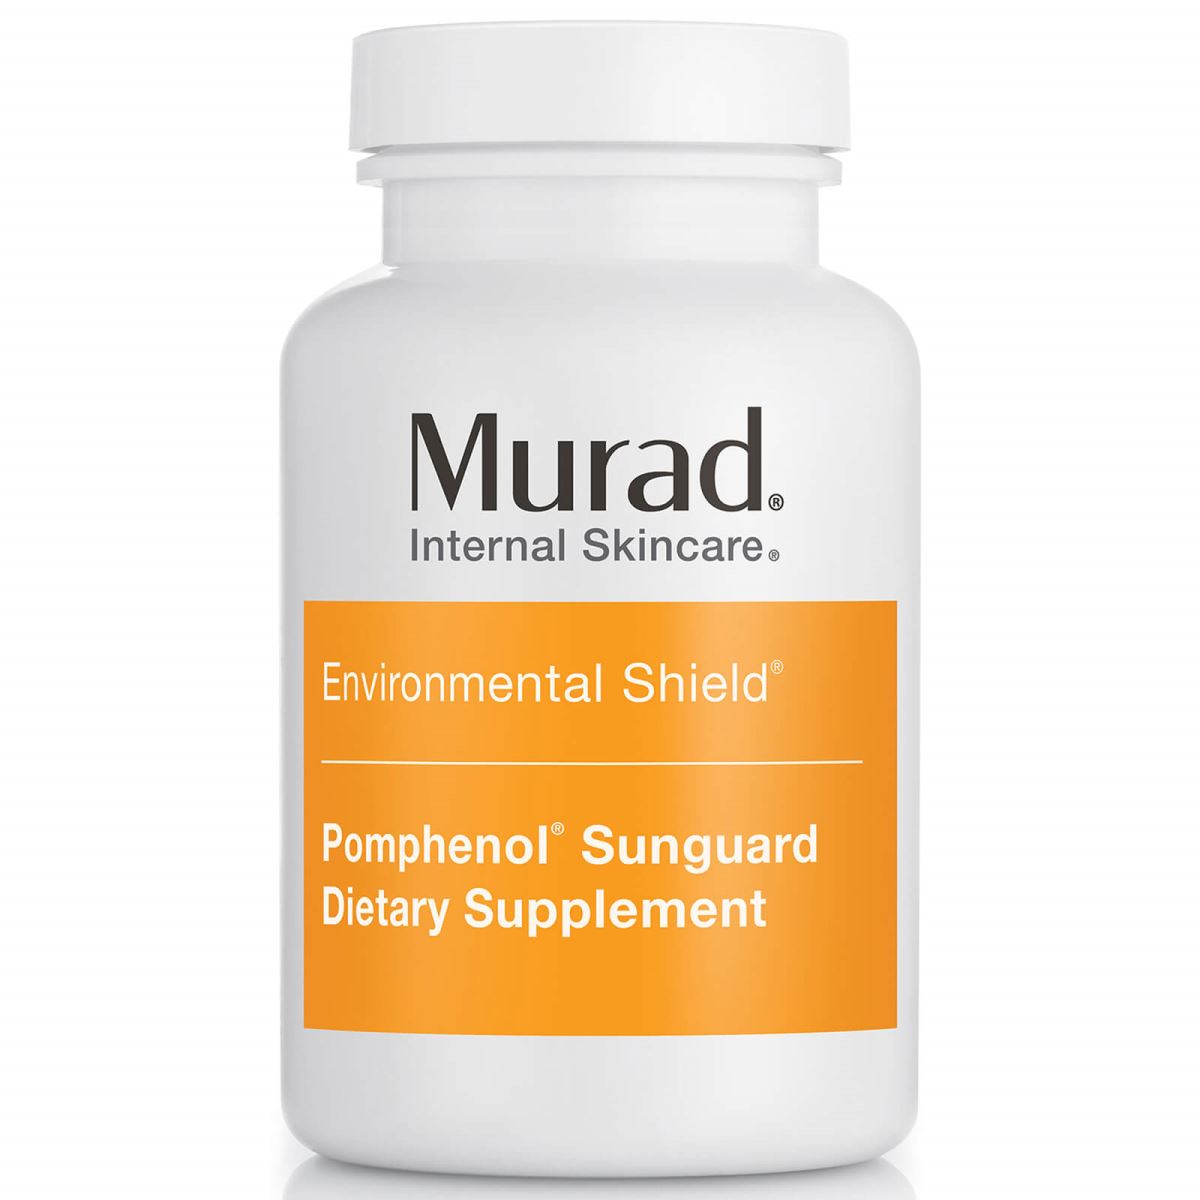 Murad®
Internal Skincare®
Environmental Shield®
Pomphenol® Sunguard
Dietary Supplement